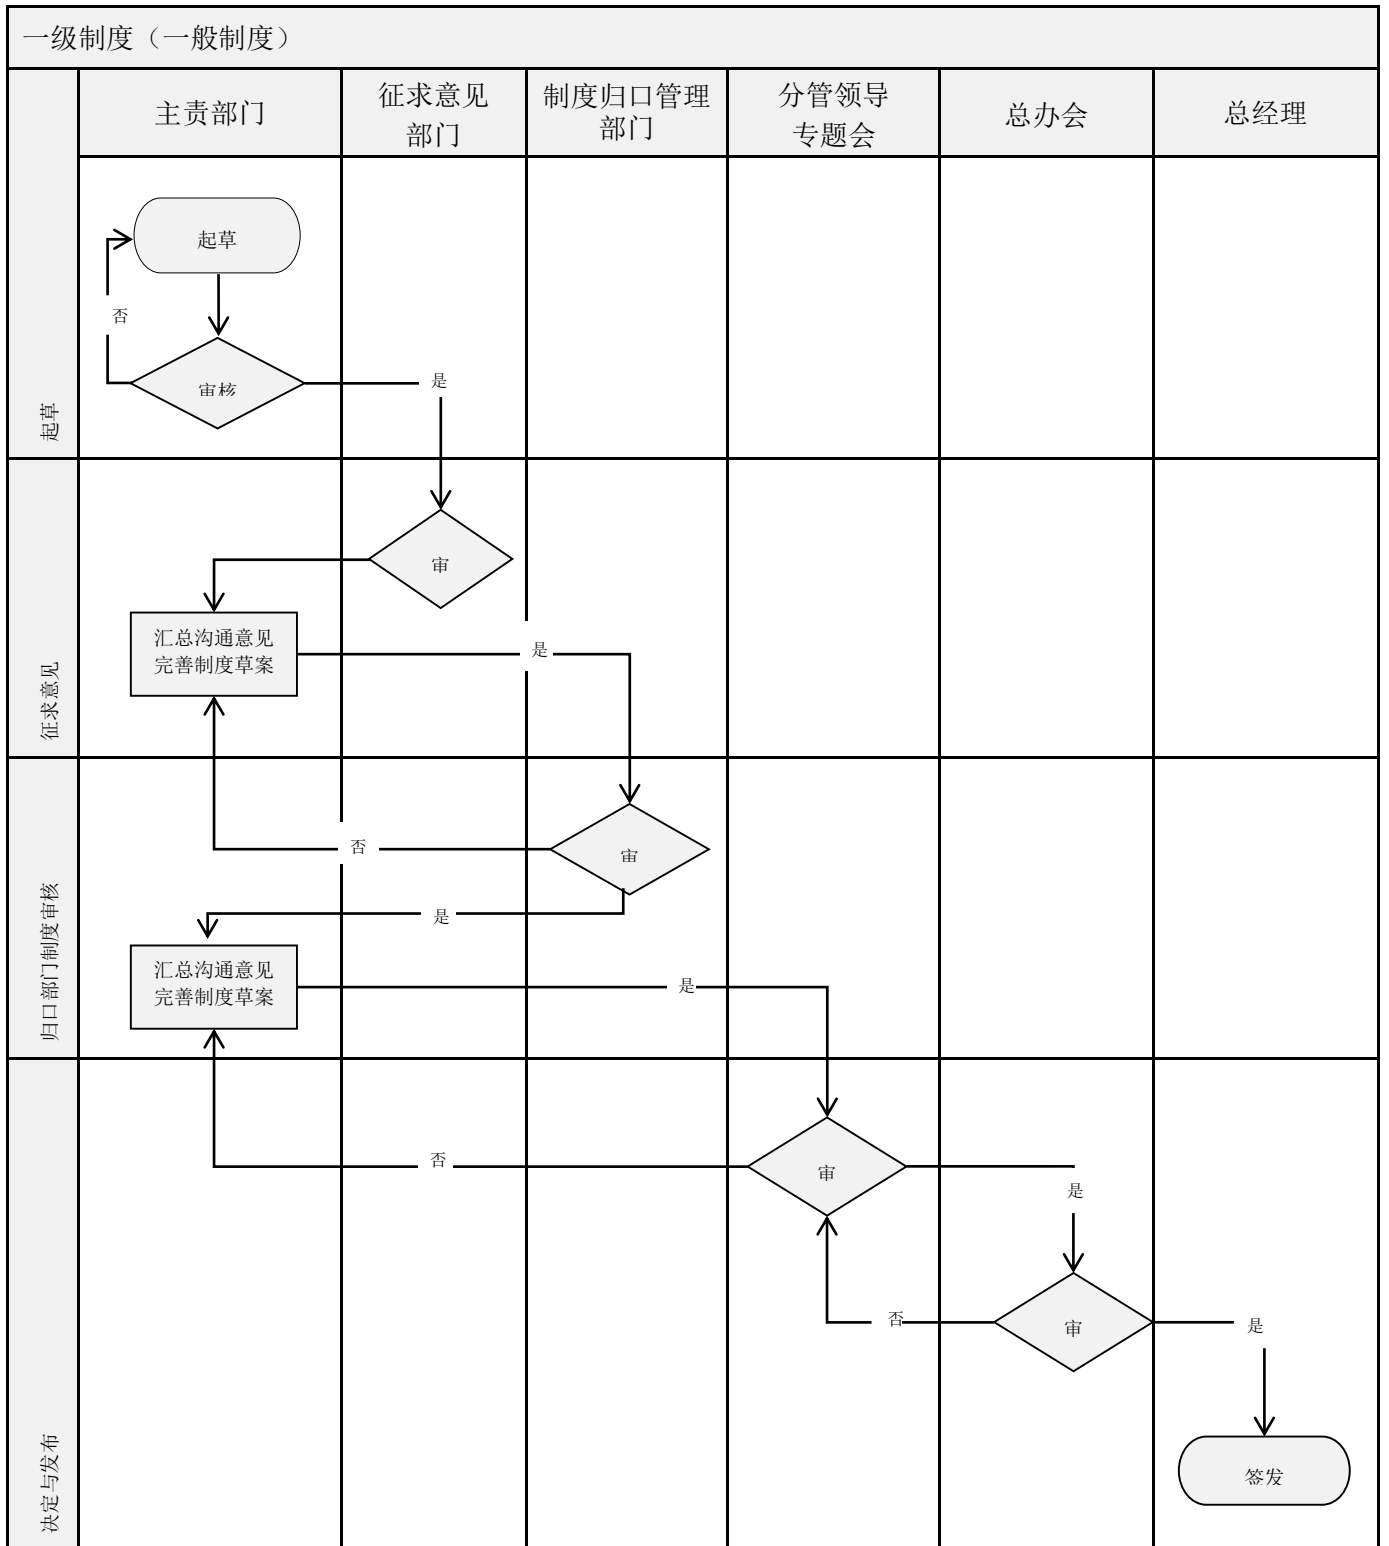 一级制度（一般制度）
主责部门
征求意见
部门
制度归口管理
部门
分管领导
专题会
总办会
总经理
起草
起草
否
审核
是
征求意见
审
汇总沟通意见
完善制度草案
是
归口部门制度审核
审
否
是
汇总沟通意见
完善制度草案
是
决定与发布
审
否
是
审
否
是
签发